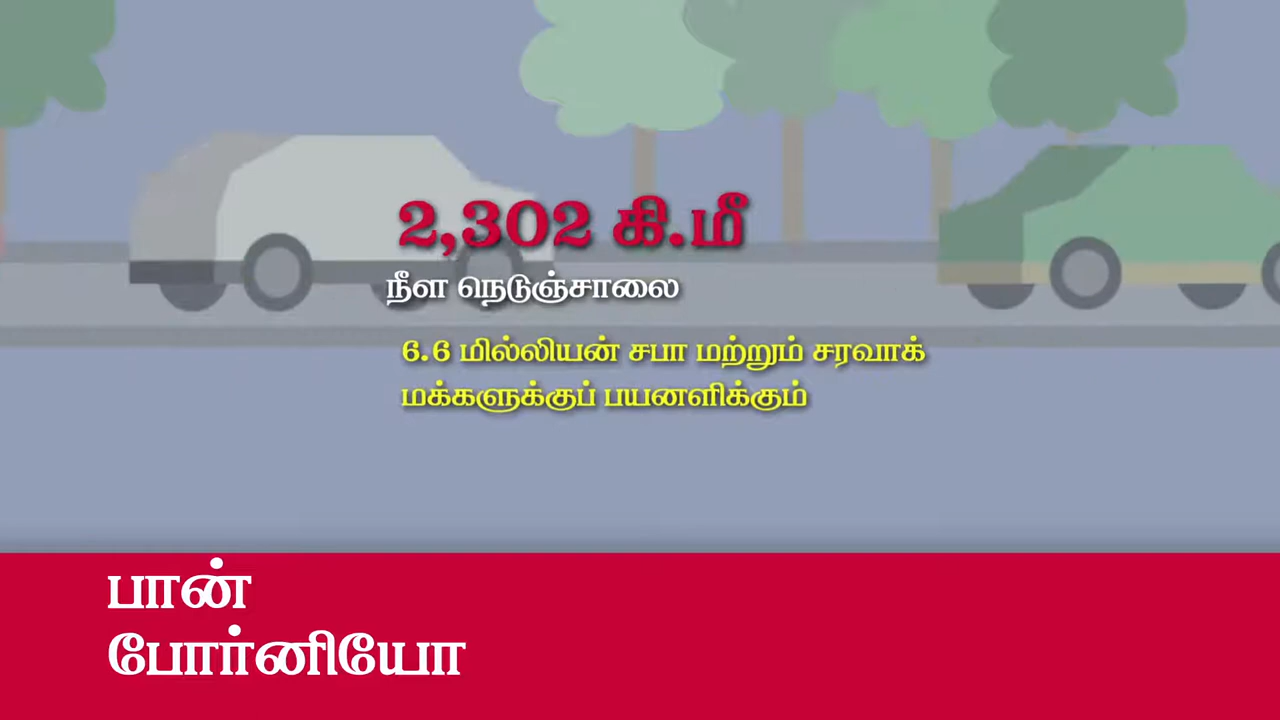 2,302 கி.மீ
நீள நெடுஞ்சாலை
6.6 மில்லியன் சபா மற்றும் சரவாக்
மக்களுக்குப் பயனளிக்கும்
பான்
போர்னியோ